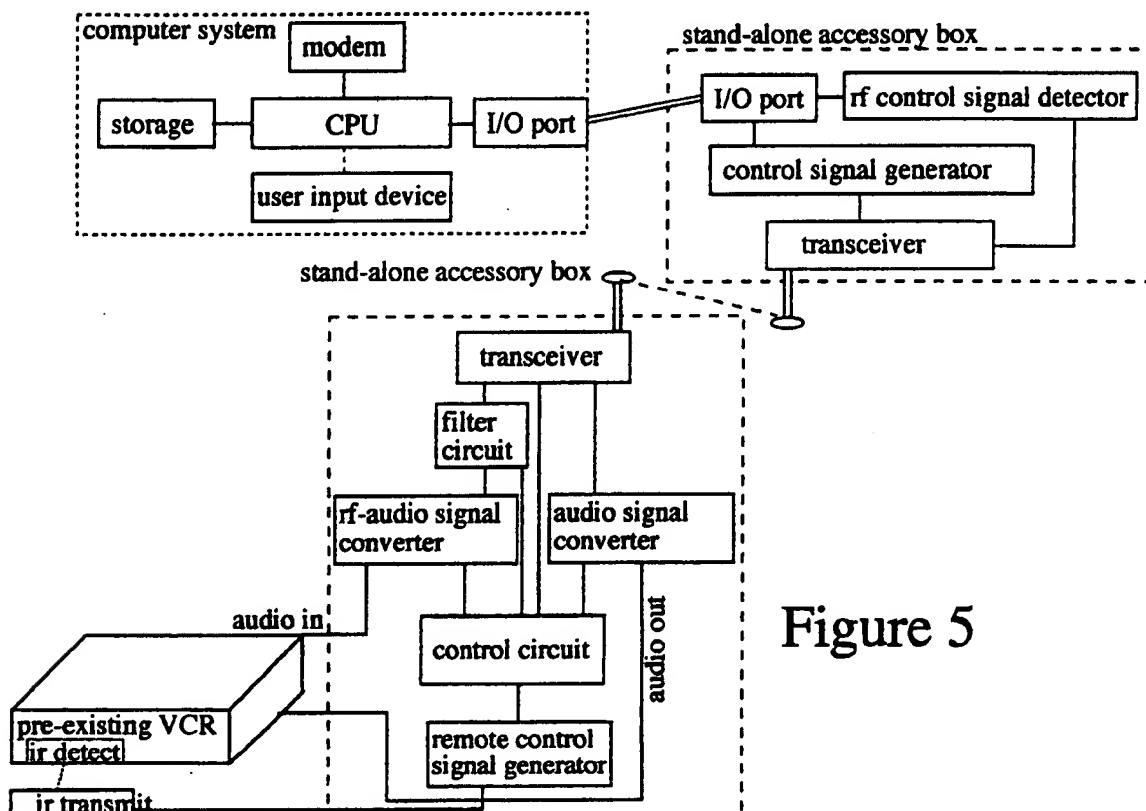 computer system
modem
storage
CPU
I/O port
user input device
stand-alone accessory box
I/O port
rf control signal detector
control signal generator
transceiver
stand-alone accessory box
transceiver
filter
circuit
rf-audio signal
converter
audio signal
converter
audio in
audio out
control circuit
Figure 5
pre-existing VCR
ir detect
remote control
signal generator
ir transmit